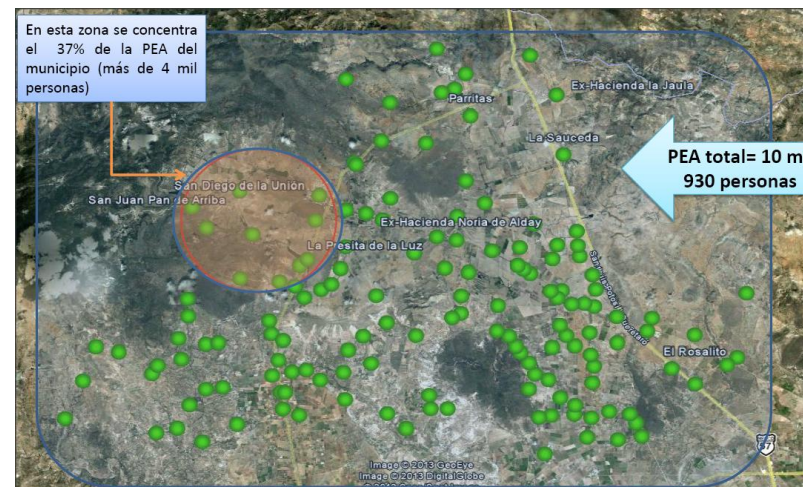 En esta zona se concentra
el 37% de la PEA del
municipio (más de 4 mil
personas)
Ex-Hacienda la Jaula
Parritas
La Sauceda
PEA total= 10 m
930 personas
San Diego de la Unión
San Juan Pan de Arriba
Ex-Hacienda Noria de Alday
La Presita de la Luz
El Rosalito
57
Image © 2013 GeoEye
Image © 2013 DigitalGlobe